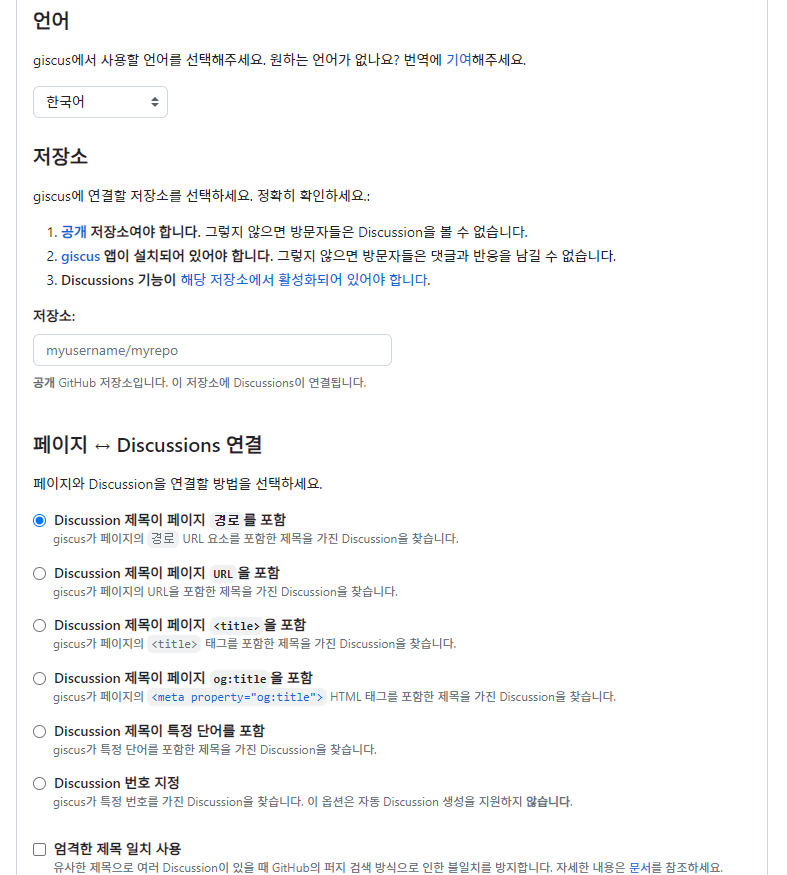 언어
giscus에서 사용할 언어를 선택해주세요. 원하는 언어가 없나요? 번역에 기여해주세요.
한국어
저장소
giscus에 연결할 저장소를 선택하세요. 정확히 확인하세요.:
1. 공개 저장소여야 합니다. 그렇지 않으면 방문자들은 Discussion을 볼 수 없습니다.
2. giscus 앱이 설치되어 있어야 합니다. 그렇지 않으면 방문자들은 댓글과 반응을 남길 수 없습니다.
3. Discussions 기능이 해당 저장소에서 활성화되어 있어야 합니다.
저장소:
myusername/myrepo
공개 GitHub 저장소입니다. 이 저장소에 Discussions이 연결됩니다.
페이지 ↔ Discussions 연결
페이지와 Discussion을 연결할 방법을 선택하세요.
Discussion 제목이 페이지 경로 를 포함
giscus가 페이지의 경로 URL 요소를 포함한 제목을 가진 Discussion을 찾습니다.
Discussion 제목이 페이지 URL 을 포함
giscus가 페이지의 URL을 포함한 제목을 가진 Discussion을 찾습니다.
Discussion 제목이 페이지 <title> 을 포함
giscus가 페이지의 <title> 태그를 포함한 제목을 가진 Discussion을 찾습니다.
Discussion 제목이 페이지 og:title 을 포함
giscus가 페이지의 <meta property="og:title"> HTML 태그를 포함한 제목을 가진 Discussion을 찾습니다.
Discussion 제목이 특정 단어를 포함
giscus가 특정 단어를 포함한 제목을 가진 Discussion을 찾습니다.
Discussion 번호 지정
giscus가 특정 번호를 가진 Discussion을 찾습니다. 이 옵션은 자동 Discussion 생성을 지원하지 않습니다.
엄격한 제목 일치 사용
유사한 제목으로 여러 Discussion이 있을 때 GitHub의 퍼지 검색 방식으로 인한 불일치를 방지합니다. 자세한 내용은 문서를 참조하세요.